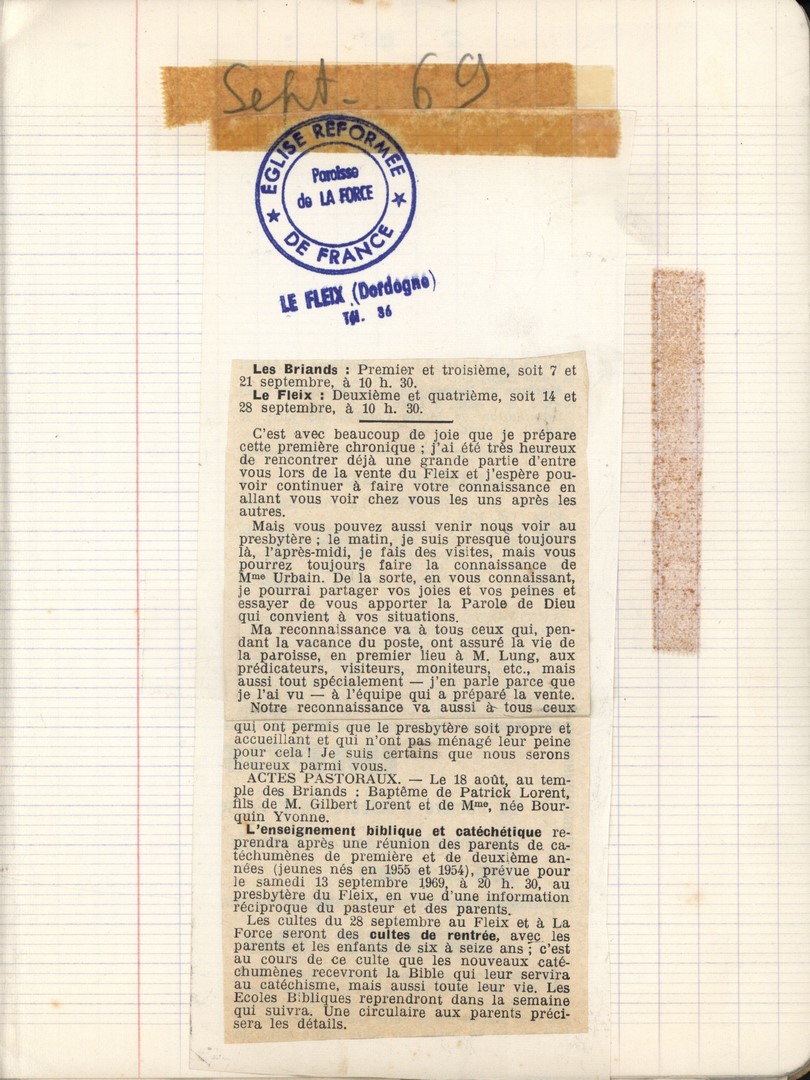 Sept - 69
ÉGLISE RÉFORMÉE
Paroisse
de LA FORCE
DE FRANCE
LE FLEIX (Dordogne)
Tél. 86
Les Briands : Premier et troisième, soit 7 et
21 septembre, à 10 h. 30.
Le Fleix : Deuxième et quatrième, soit 14 et
28 septembre, à 10 h. 30.
C'est avec beaucoup de joie que je prépare
cette première chronique ; j'ai été très heureux
de rencontrer déjà une grande partie d'entre
vous lors de la vente du Fleix et j'espère pou-
voir continuer à faire votre connaissance en
allant vous voir chez vous les uns après les
autres.
Mais vous pouvez aussi venir nous voir au
presbytère ; le matin, je suis presque toujours
là, l'après-midi, je fais des visites, mais vous
pourrez toujours faire la connaissance de
Mme Urbain. De la sorte, en vous connaissant,
je pourrai partager vos joies et vos peines et
essayer de vous apporter la Parole de Dieu
qui convient à vos situations.
Ma reconnaissance va à tous ceux qui, pen-
dant la vacance du poste, ont assuré la vie de
la paroisse, en premier lieu à M. Lung, aux
prédicateurs, visiteurs, moniteurs, etc., mais
aussi tout spécialement — j'en parle parce que
je l'ai vu — à l'équipe qui a préparé la vente.
Notre reconnaissance va aussi à tous ceux
qui ont permis que le presbytère soit propre et
accueillant et qui n'ont pas ménagé leur peine
pour cela ! Je suis certains que nous serons
heureux parmi vous.
ACTES PASTORAUX. — Le 18 août, au tem-
ple des Briands : Baptême de Patrick Lorent,
fils de M. Gilbert Lorent et de Mme, née Bour-
quin Yvonne.
L'enseignement biblique et catéchétique re-
prendra après une réunion des parents de ca-
téchumènes de première et de deuxième an-
nées (jeunes nés en 1955 et 1954), prévue pour
le samedi 13 septembre 1969, à 20 h. 30, au
presbytère du Fleix, en vue d'une information
réciproque du pasteur et des parents.
Les cultes du 28 septembre au Fleix et à La
Force seront des cultes de rentrée, avec les
parents et les enfants de six à seize ans ; c'est
au cours de ce culte que les nouveaux caté-
chumènes recevront la Bible qui leur servira
au catéchisme, mais aussi toute leur vie. Les
Ecoles Bibliques reprendront dans la semaine
qui suivra. Une circulaire aux parents préci-
sera les détails.